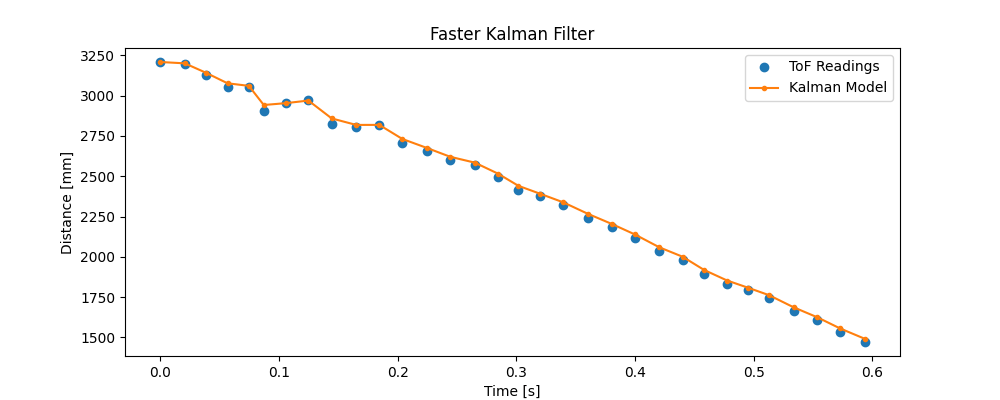 Faster Kalman Filter
ToF Readings
Kalman Model
Distance [mm]
3250
3000
2750
2500
2250
2000
1750
1500
0.0 0.1 0.2 0.3 0.4 0.5 0.6
Time [s]